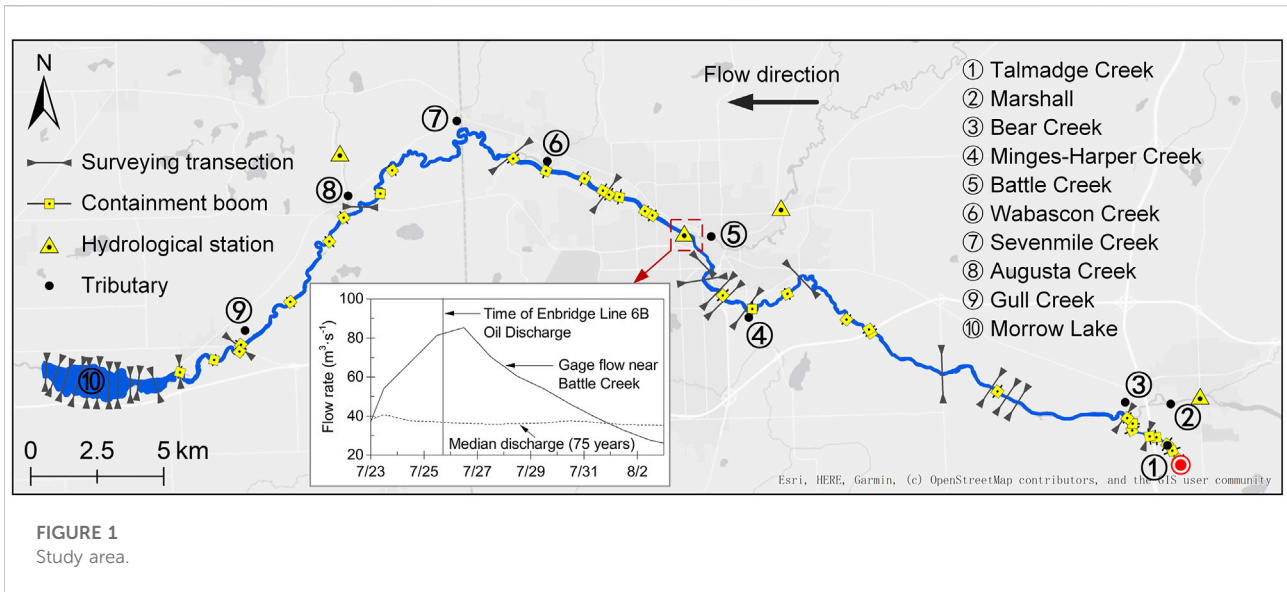 N
Surveying transection
Containment boom
Hydrological station
Tributary
Flow direction
① Talmadge Creek
② Marshall
③ Bear Creek
④ Minges-Harper Creek
⑤ Battle Creek
⑥ Wabascon Creek
⑦ Sevenmile Creek
⑧ Augusta Creek
⑨ Gull Creek
⑩ Morrow Lake
⑦
⑥
⑧
⑤
⑨
④
⑩
③
②
①
0 2.5 5 km
Flow rate (m³·s⁻¹)
100
80
60
40
20
Time of Enbridge Line 6B
Oil Discharge
Gage flow near
Battle Creek
Median discharge (75 years)
7/23 7/25 7/27 7/29 7/31 8/2
Esri, HERE, Garmin, (c) OpenStreetMap contributors, and the GIS user community
FIGURE 1
Study area.